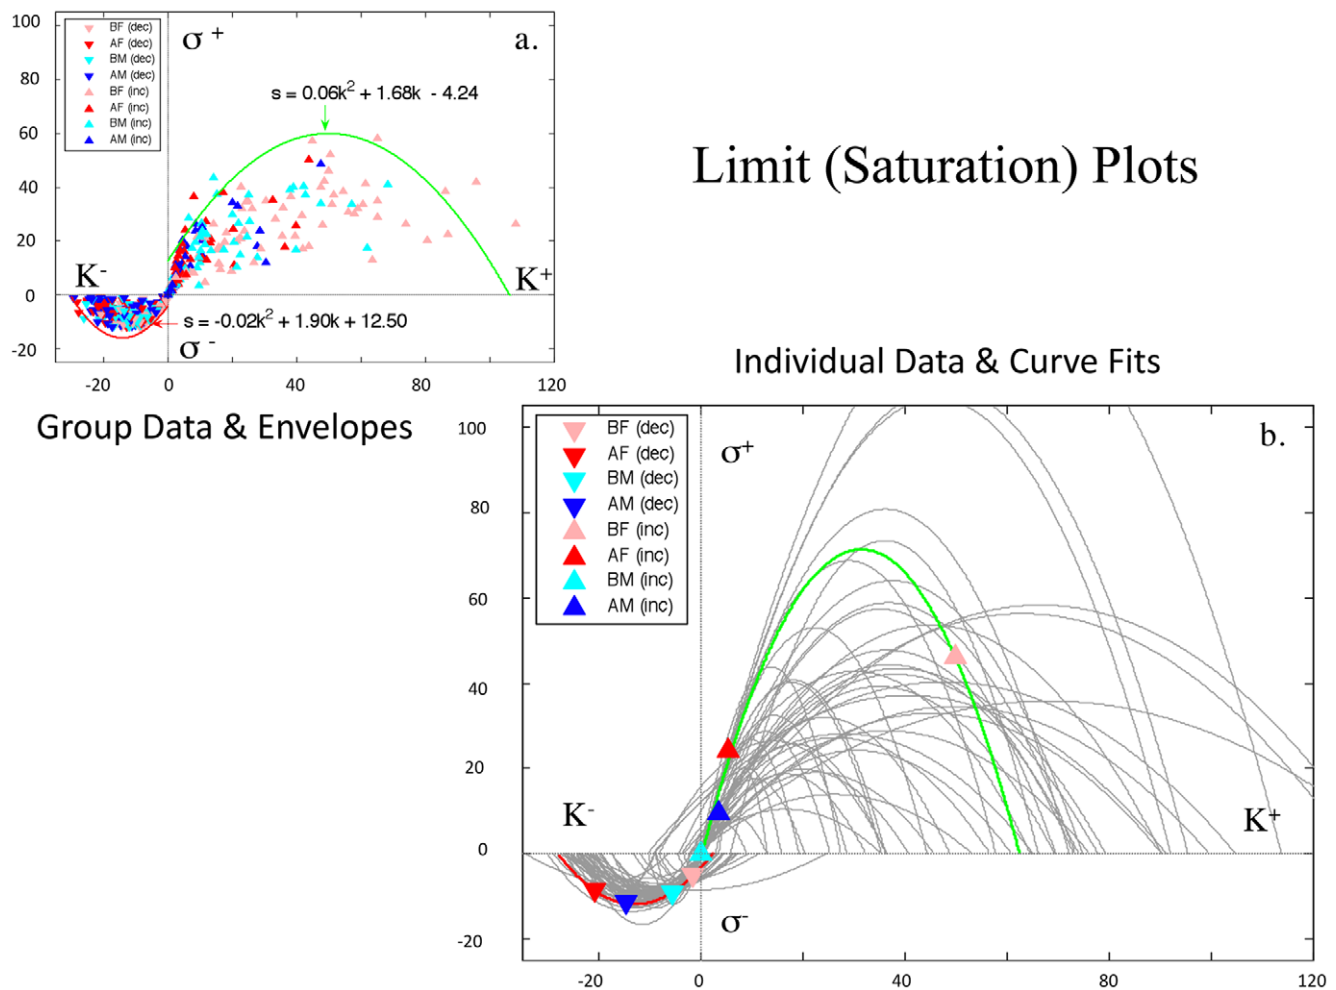 100
80
60
40
20
0
-20
BF (dec)
AF (dec)
BM (dec)
AM (dec)
BF (inc)
AF (inc)
BM (inc)
AM (inc)
σ +
a.
s = 0.06k² + 1.68k - 4.24
K-
K+
s = -0.02k² + 1.90k + 12.50
σ -
-20 0 40 80 120
Group Data & Envelopes
Limit (Saturation) Plots
Individual Data & Curve Fits
100
80
60
40
20
0
-20
BF (dec)
AF (dec)
BM (dec)
AM (dec)
BF (inc)
AF (inc)
BM (inc)
AM (inc)
σ+
b.
K-
K+
σ-
-20 0 40 80 120